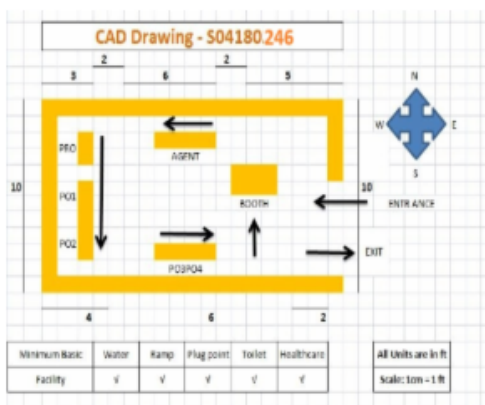 CAD Drawing - S04180.246
2 2
3 6 5
N
W E
S
PRO
AGENT
PO1
10 10
BOOTH
ENTRANCE
PO2
EXIT
PO3PO4
4 6 2
Minimum Basic Water Ramp Plug point Toilet Healthcare All Units are in ft
Facility √ √ √ √ √ Scale: 1cm = 1 ft